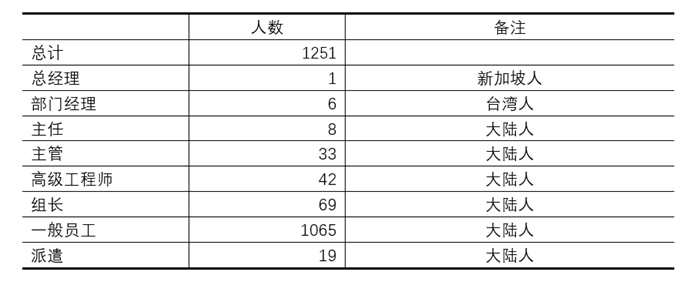 人数 备注
总计 1251
总经理 1 新加坡人
部门经理 6 台湾人
主任 8 大陆人
主管 33 大陆人
高级工程师 42 大陆人
组长 69 大陆人
一般员工 1065 大陆人
派遣 19 大陆人